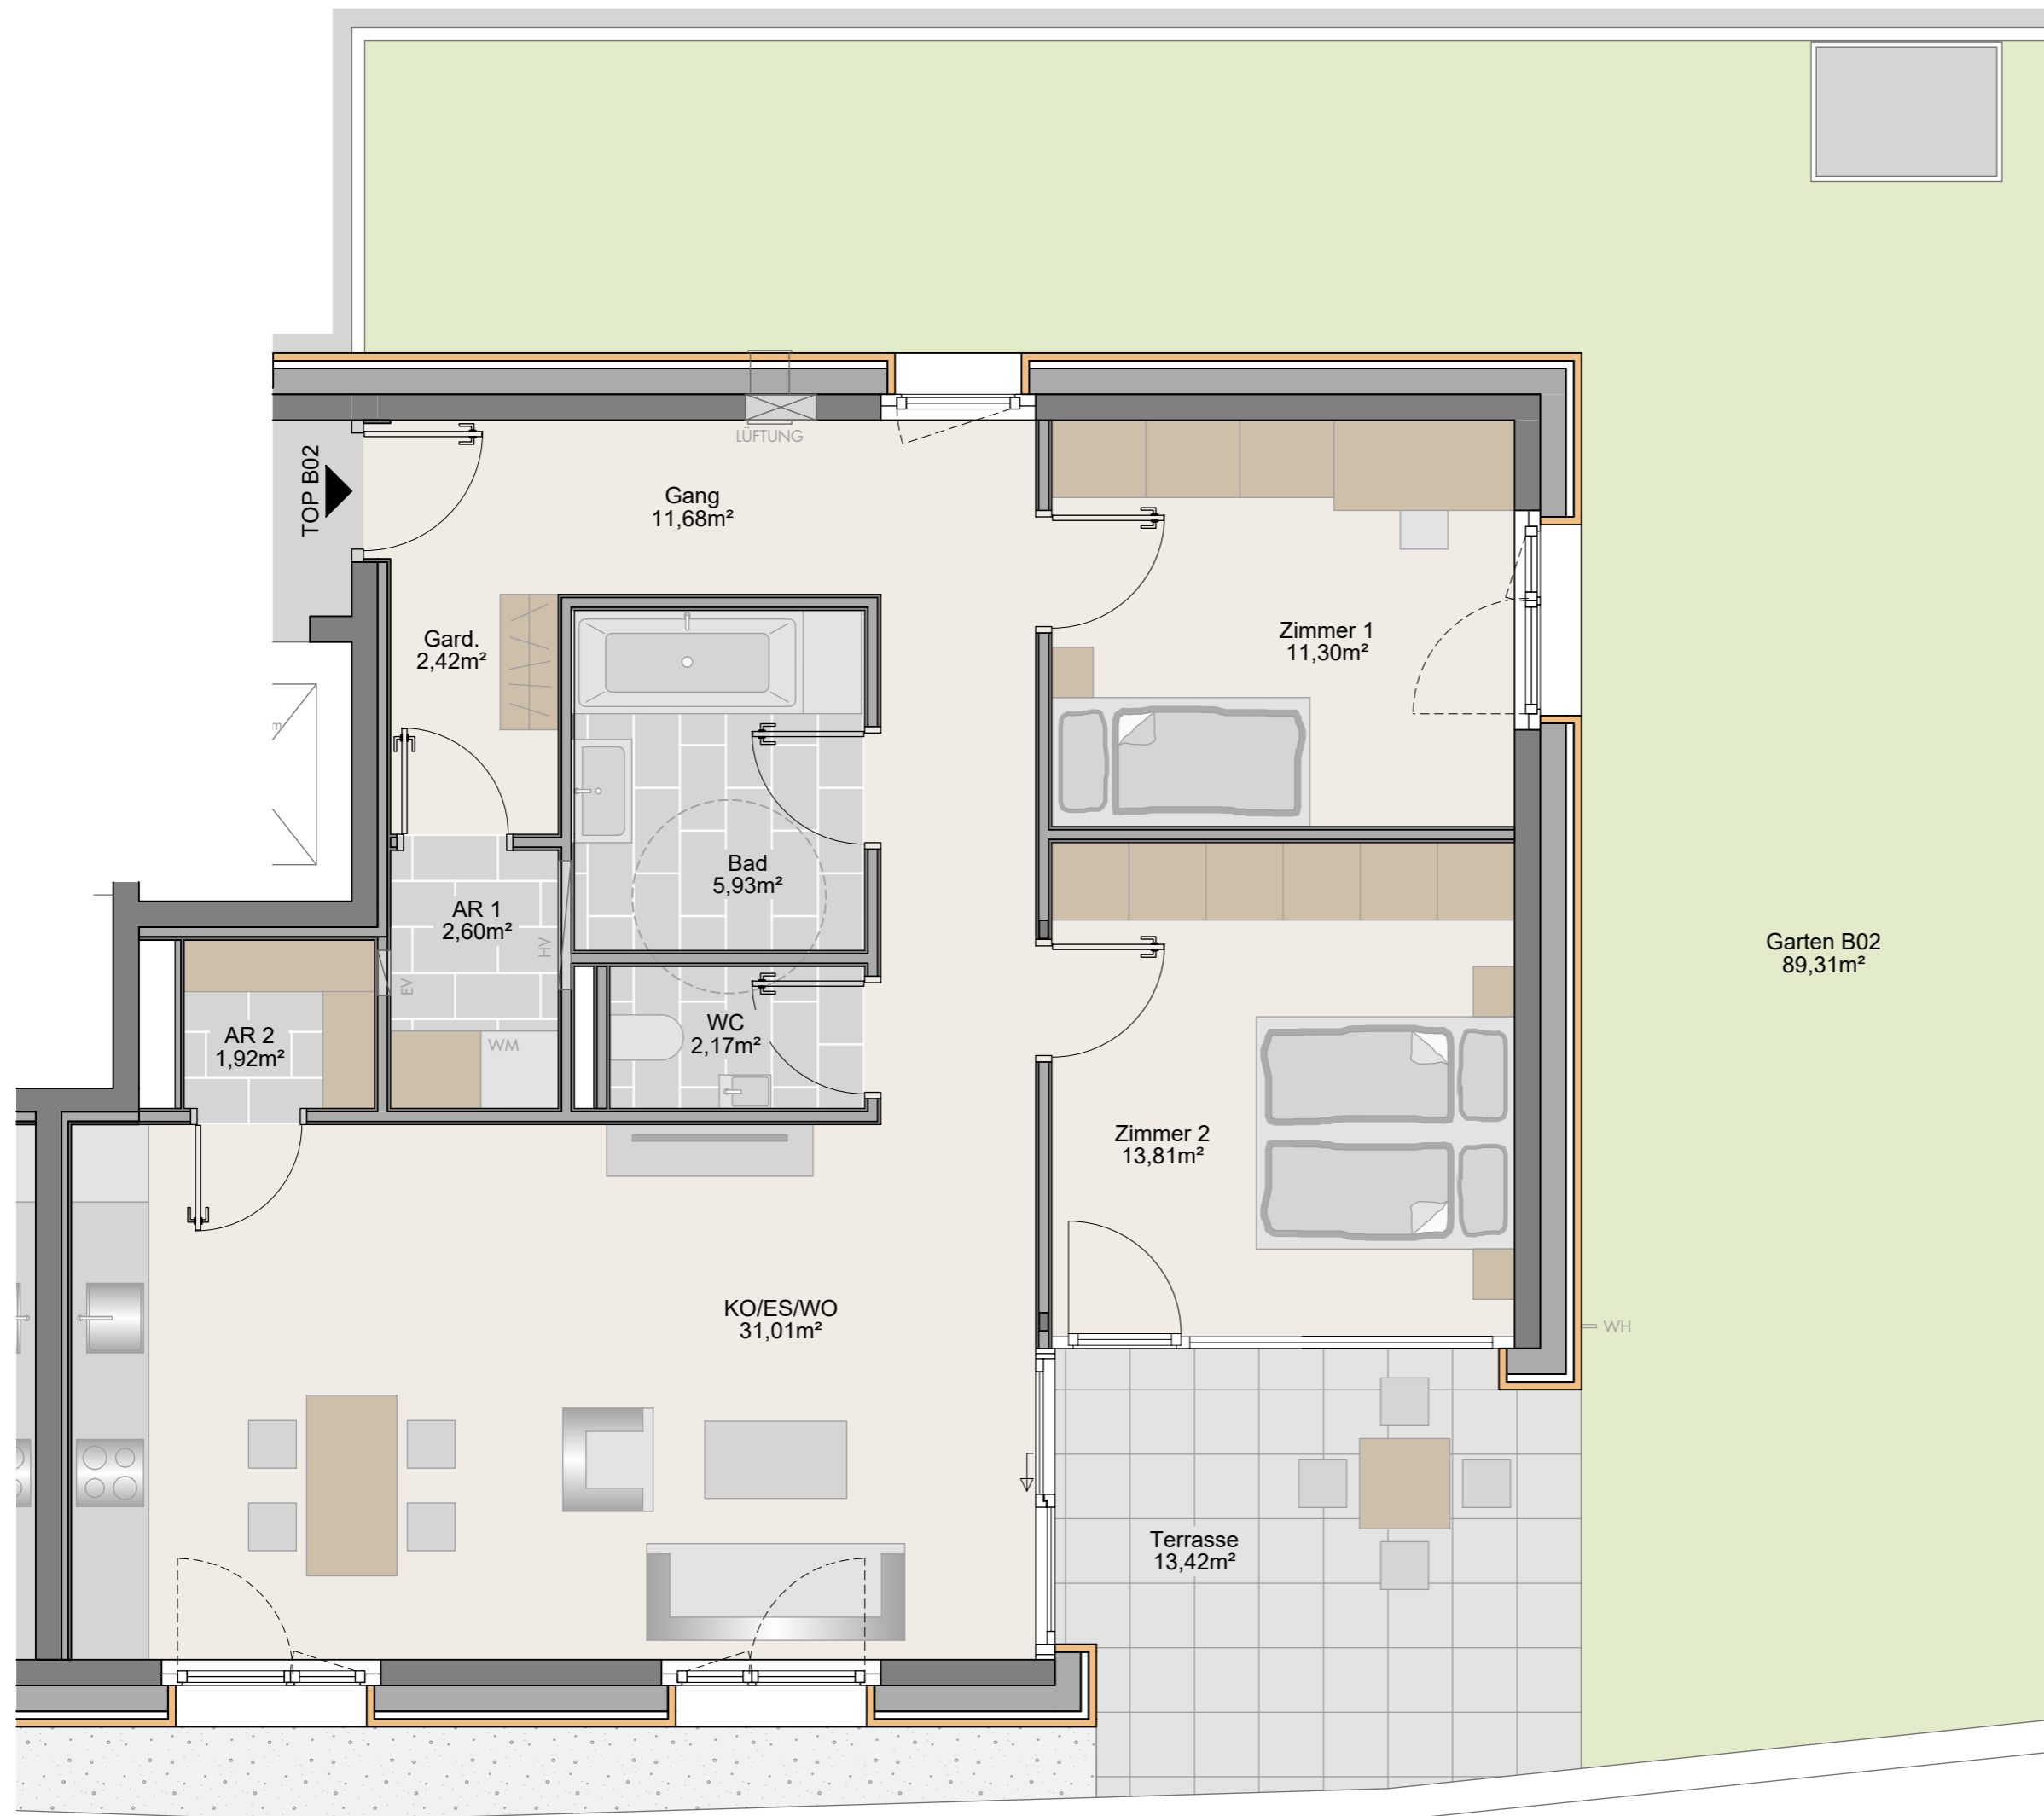 TOP B02
LÜFTUNG
Gang
11,68m²
Gard.
2,42m²
Zimmer 1
11,30m²
Bad
5,93m²
AR 1
2,60m²
HV
EV
AR 2
1,92m²
WM
WC
2,17m²
Garten B02
89,31m²
Zimmer 2
13,81m²
KO/ES/WO
31,01m²
WH
Terrasse
13,42m²